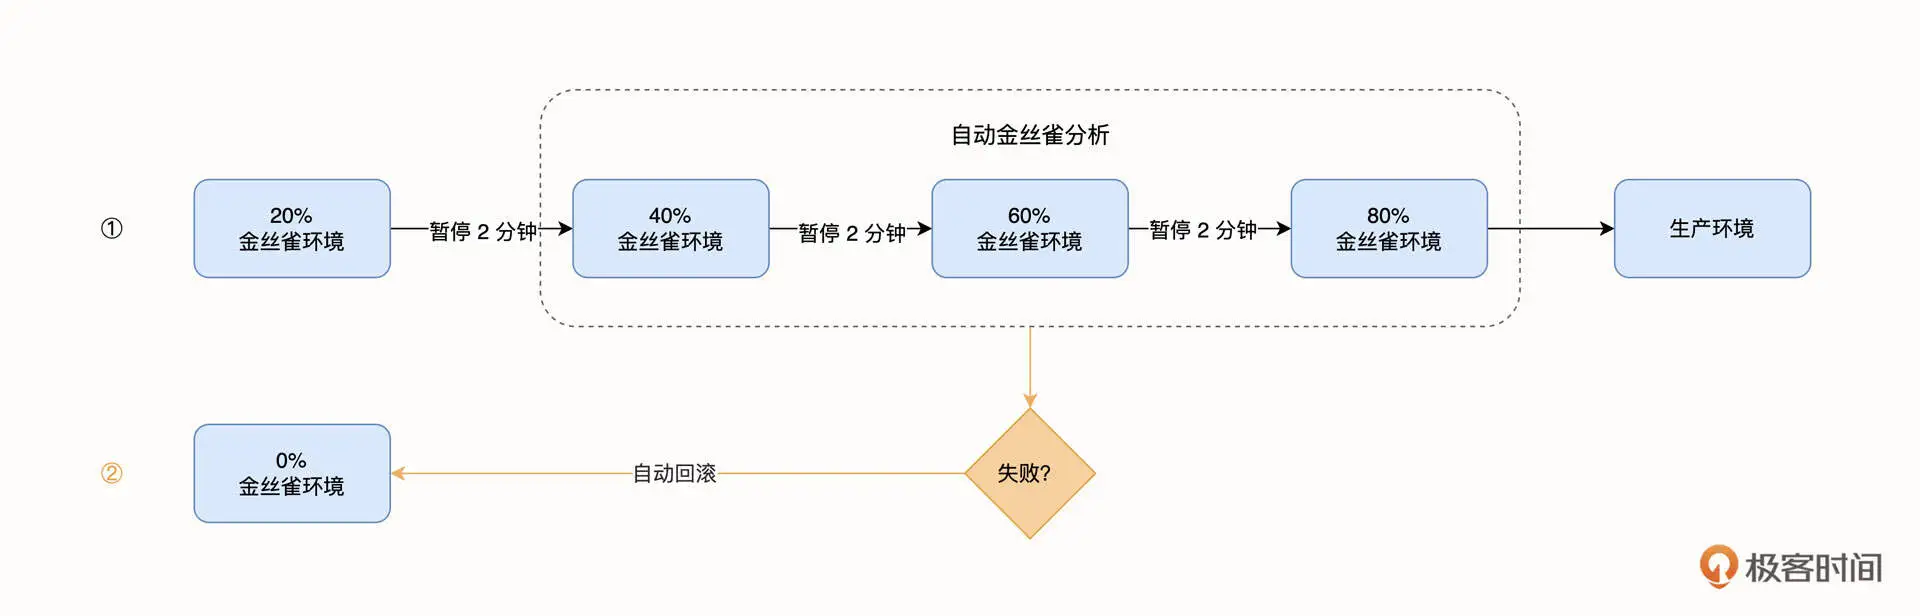 自动金丝雀分析
①
20%
金丝雀环境
暂停 2 分钟
40%
金丝雀环境
暂停 2 分钟
60%
金丝雀环境
暂停 2 分钟
80%
金丝雀环境
生产环境
②
0%
金丝雀环境
自动回滚
失败?
极客时间